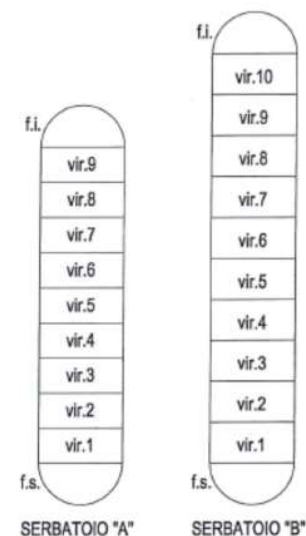 f.i.
vir.9
vir.8
vir.7
vir.6
vir.5
vir.4
vir.3
vir.2
vir.1
f.s.
SERBATOIO "A"
f.i.
vir.10
vir.9
vir.8
vir.7
vir.6
vir.5
vir.4
vir.3
vir.2
vir.1
f.s.
SERBATOIO "B"